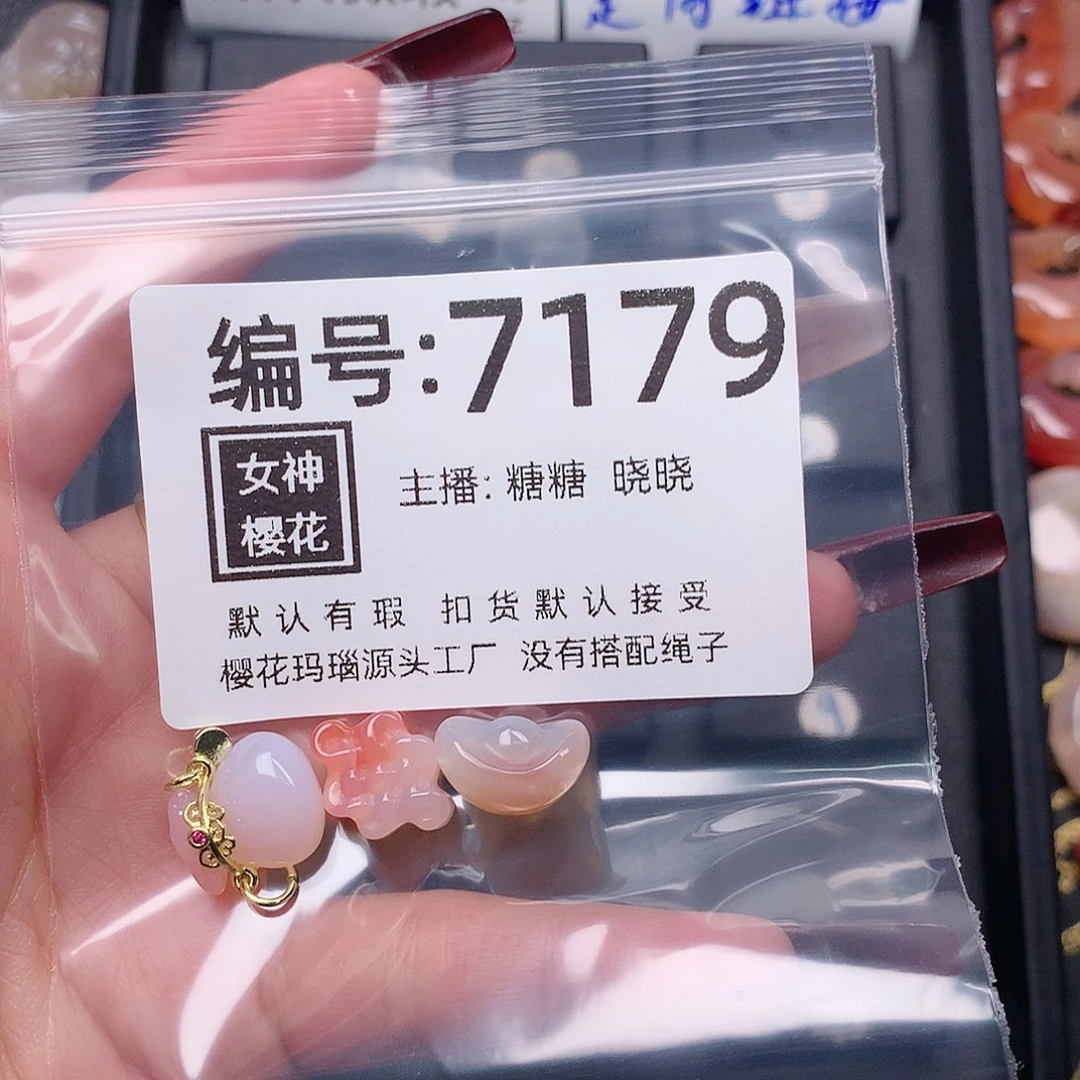 编号:7179
女神
樱花
主播: 糖糖 晓晓
默认有瑕 扣货默认接受
樱花玛瑙源头工厂 没有搭配绳子